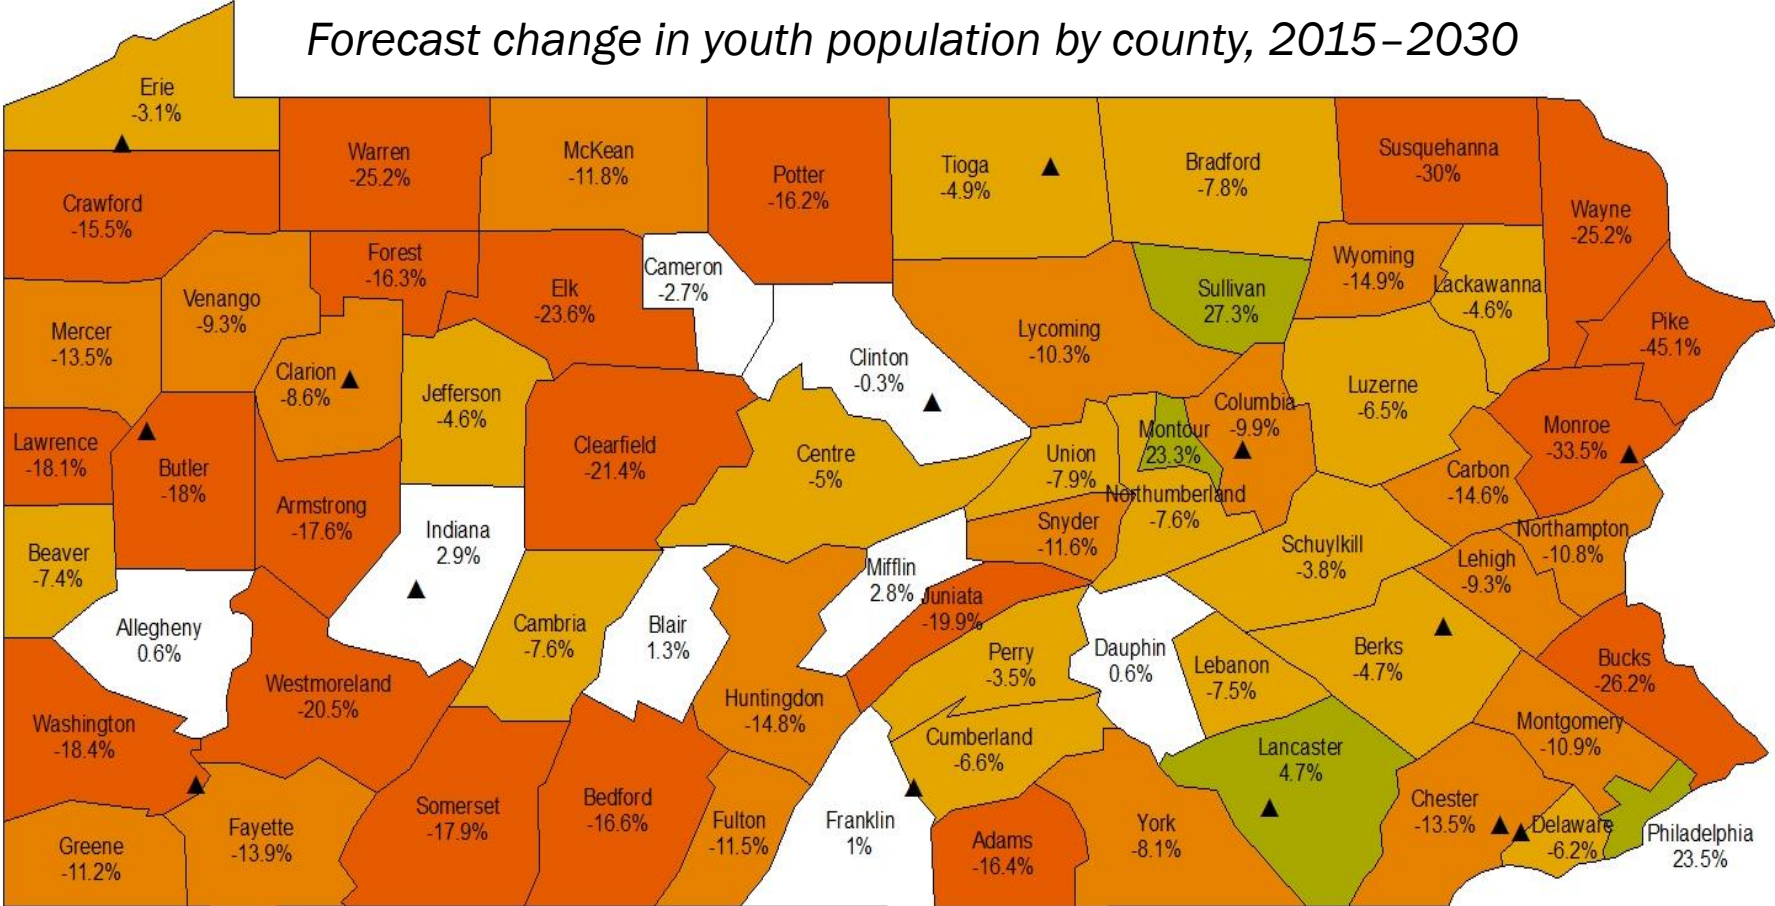 Forecast change in youth population by county, 2015–2030
Erie
-3.1%
Warren
-25.2%
McKean
-11.8%
Potter
-16.2%
Tioga
-4.9%
Bradford
-7.8%
Susquehanna
-30%
Wayne
-25.2%
Crawford
-15.5%
Forest
-16.3%
Elk
-23.6%
Cameron
-2.7%
Sullivan
27.3%
Wyoming
-14.9%
Lackawanna
-4.6%
Pike
-45.1%
Mercer
-13.5%
Venango
-9.3%
Clarion
-8.6%
Jefferson
-4.6%
Clinton
-0.3%
Lycoming
-10.3%
Luzerne
-6.5%
Monroe
-33.5%
Lawrence
-18.1%
Butler
-18%
Armstrong
-17.6%
Clearfield
-21.4%
Centre
-5%
Union
-7.9%
Montour
23.3%
Columbia
-9.9%
Carbon
-14.6%
Northumberland
-7.6%
Snyder
-11.6%
Schuylkill
-3.8%
Lehigh
-9.3%
Northampton
-10.8%
Beaver
-7.4%
Indiana
2.9%
Mifflin
2.8%
Juniata
-19.9%
Allegheny
0.6%
Cambria
-7.6%
Blair
1.3%
Perry
-3.5%
Dauphin
0.6%
Lebanon
-7.5%
Berks
-4.7%
Bucks
-26.2%
Washington
-18.4%
Westmoreland
-20.5%
Huntingdon
-14.8%
Cumberland
-6.6%
Lancaster
4.7%
Montgomery
-10.9%
Greene
-11.2%
Fayette
-13.9%
Somerset
-17.9%
Bedford
-16.6%
Fulton
-11.5%
Franklin
1%
Adams
-16.4%
York
-8.1%
Chester
-13.5%
Delaware
-6.2%
Philadelphia
23.5%